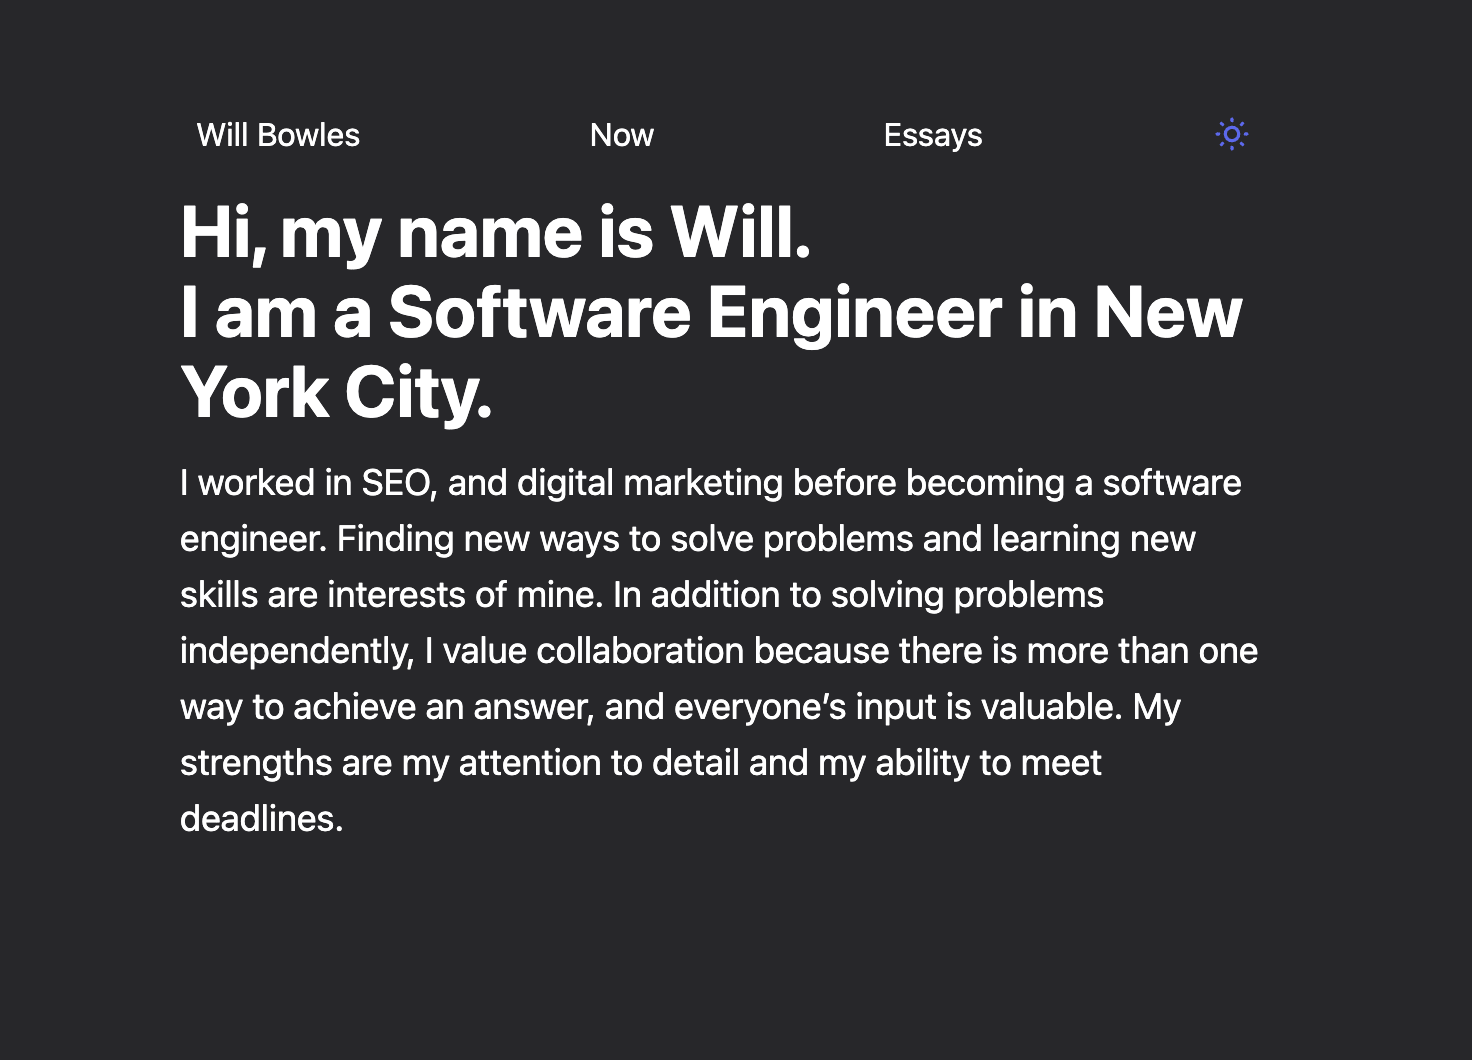 Will Bowles Now Essays
Hi, my name is Will.
I am a Software Engineer in New
York City.
I worked in SEO, and digital marketing before becoming a software
engineer. Finding new ways to solve problems and learning new
skills are interests of mine. In addition to solving problems
independently, I value collaboration because there is more than one
way to achieve an answer, and everyone’s input is valuable. My
strengths are my attention to detail and my ability to meet
deadlines.